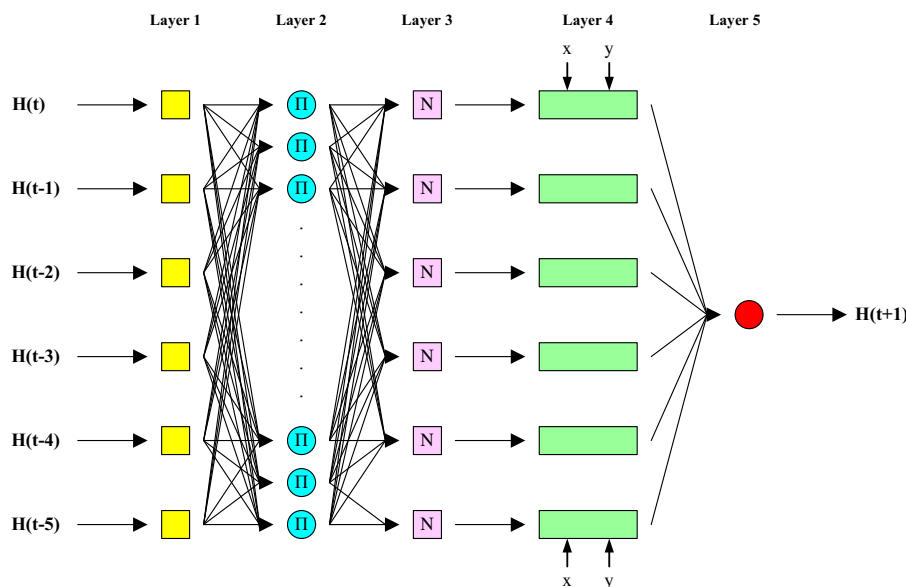 Layer 1 Layer 2 Layer 3 Layer 4 Layer 5
x y
H(t) Π N
Π
H(t-1) Π N
H(t-2) N
H(t+1)
H(t-3) N
H(t-4) Π N
Π
H(t-5) Π N
x y